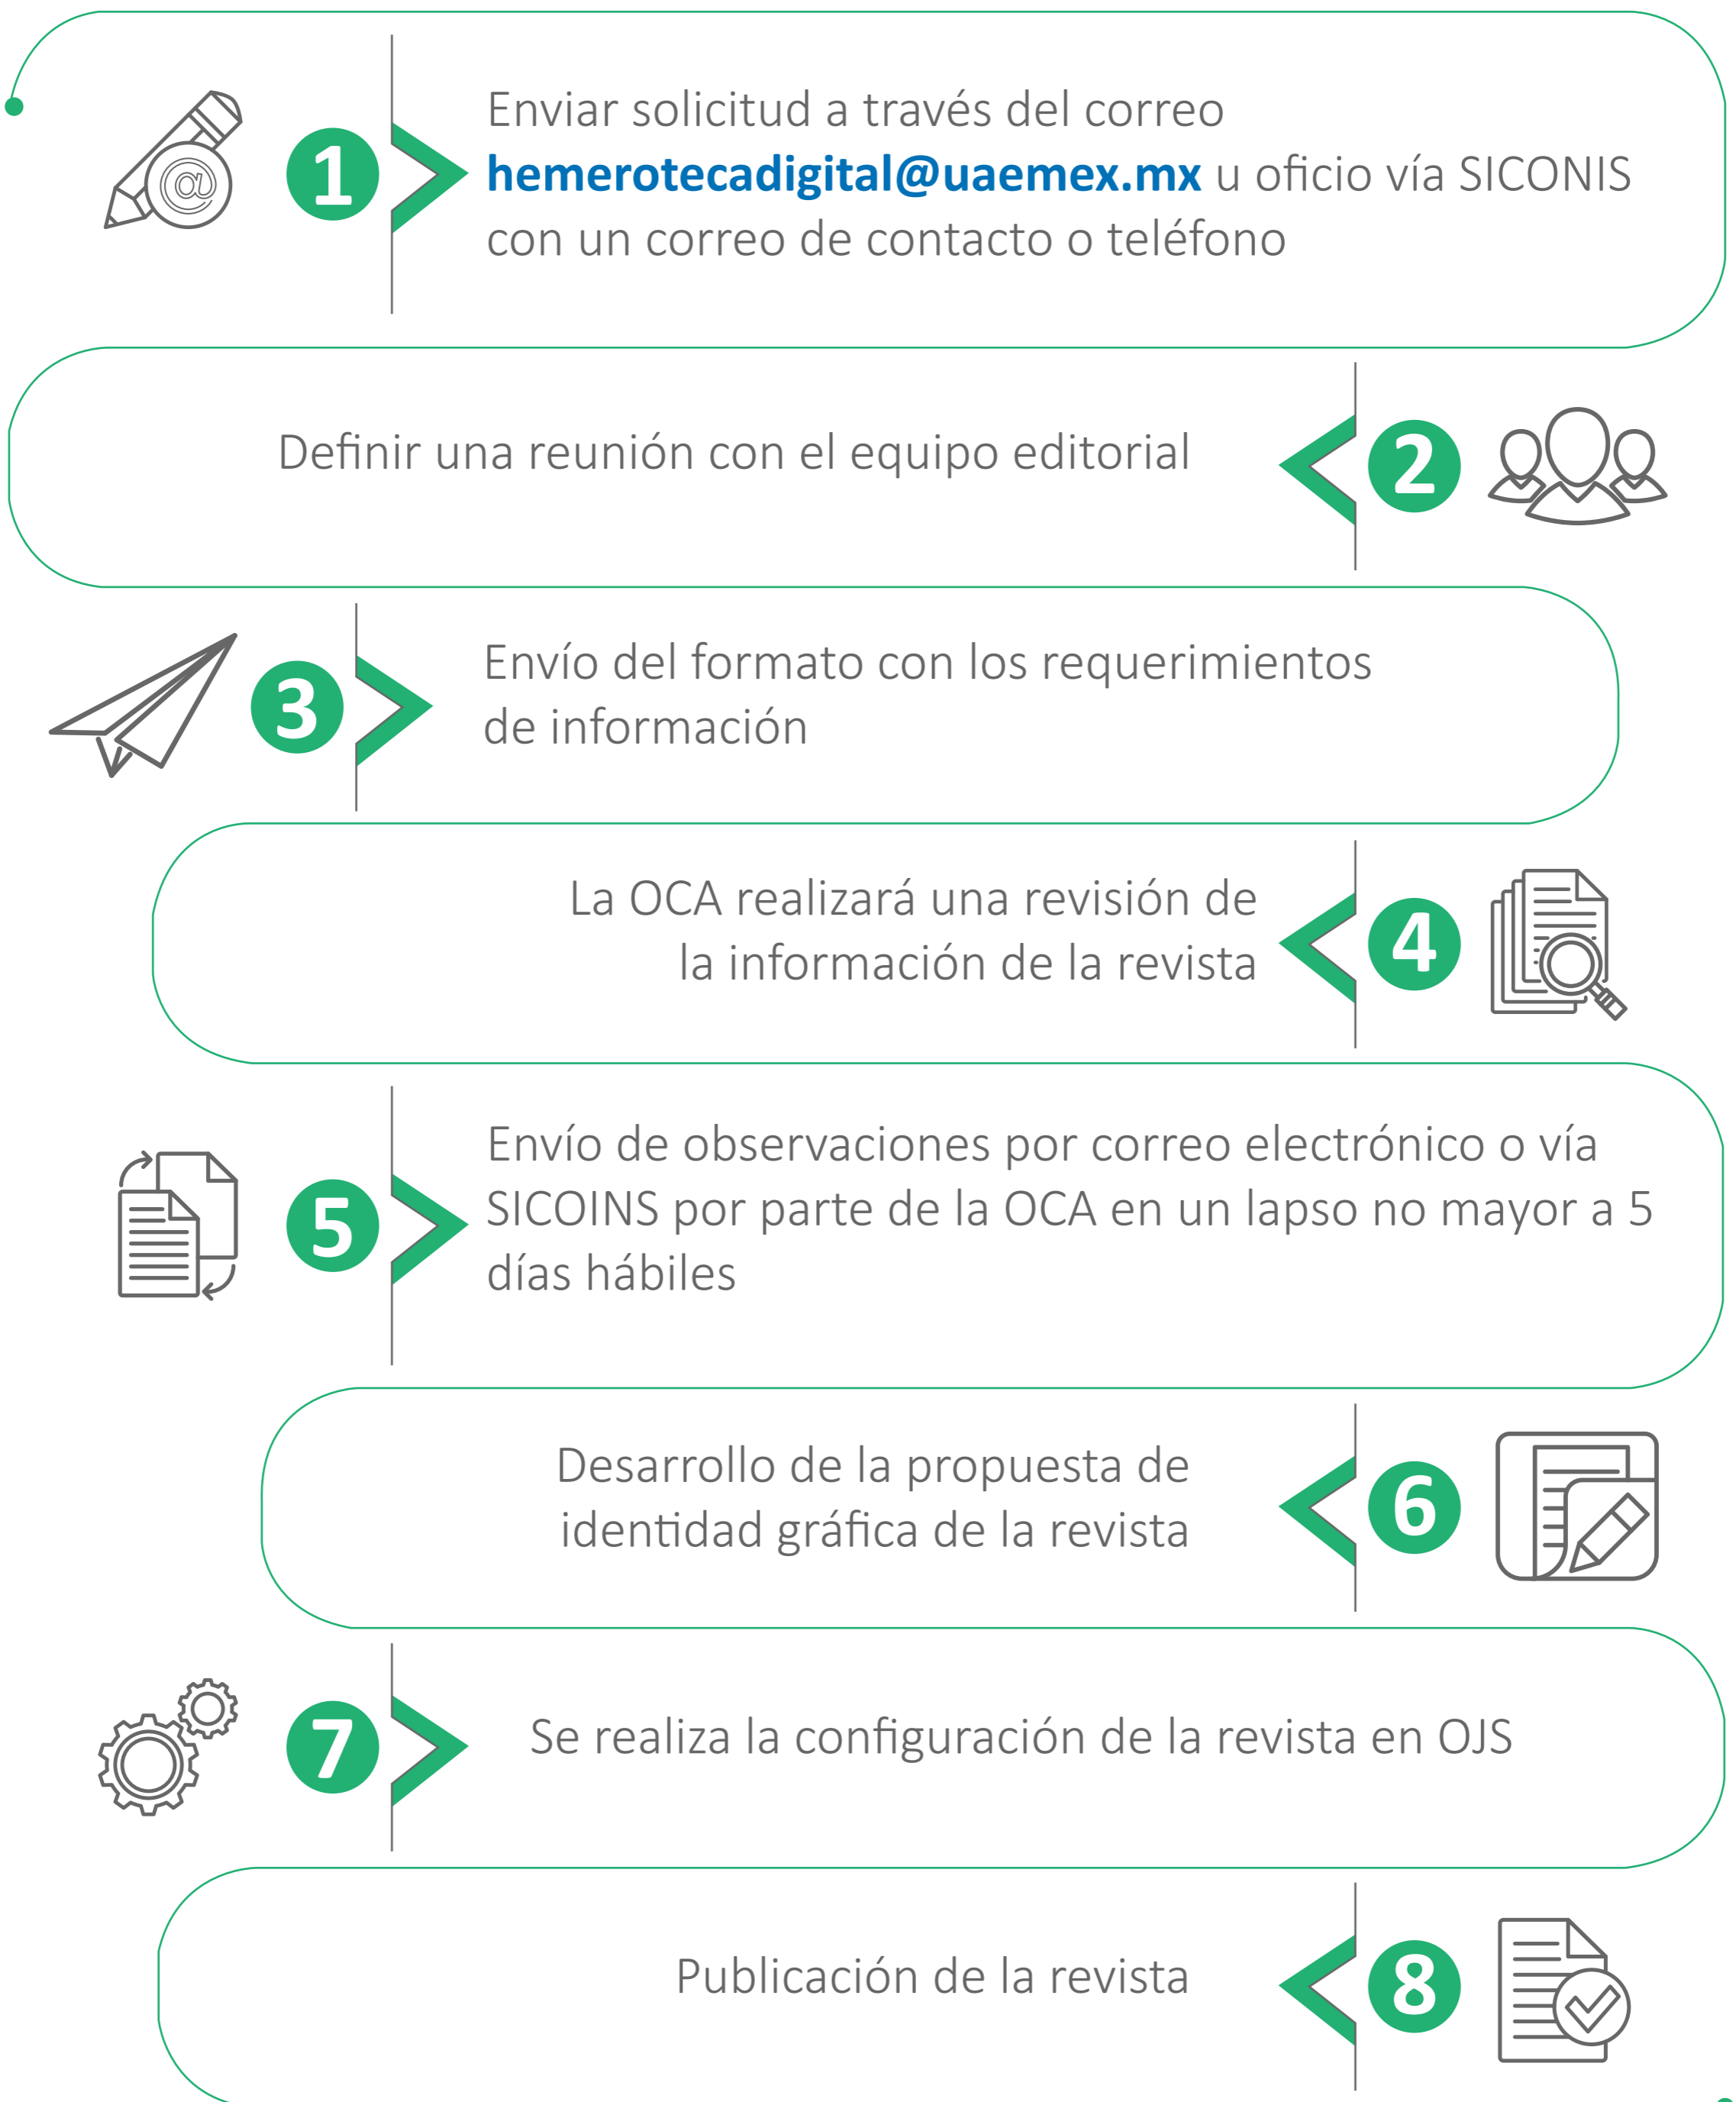 1
Enviar solicitud a través del correo
hemerotecadigital@uaemex.mx u oficio vía SICONIS
con un correo de contacto o teléfono
Definir una reunión con el equipo editorial
2
3
Envío del formato con los requerimientos
de información
La OCA realizará una revisión de
la información de la revista
4
5
Envío de observaciones por correo electrónico o vía
SICOINS por parte de la OCA en un lapso no mayor a 5
días hábiles
Desarrollo de la propuesta de
identidad gráfica de la revista
6
7
Se realiza la configuración de la revista en OJS
Publicación de la revista
8